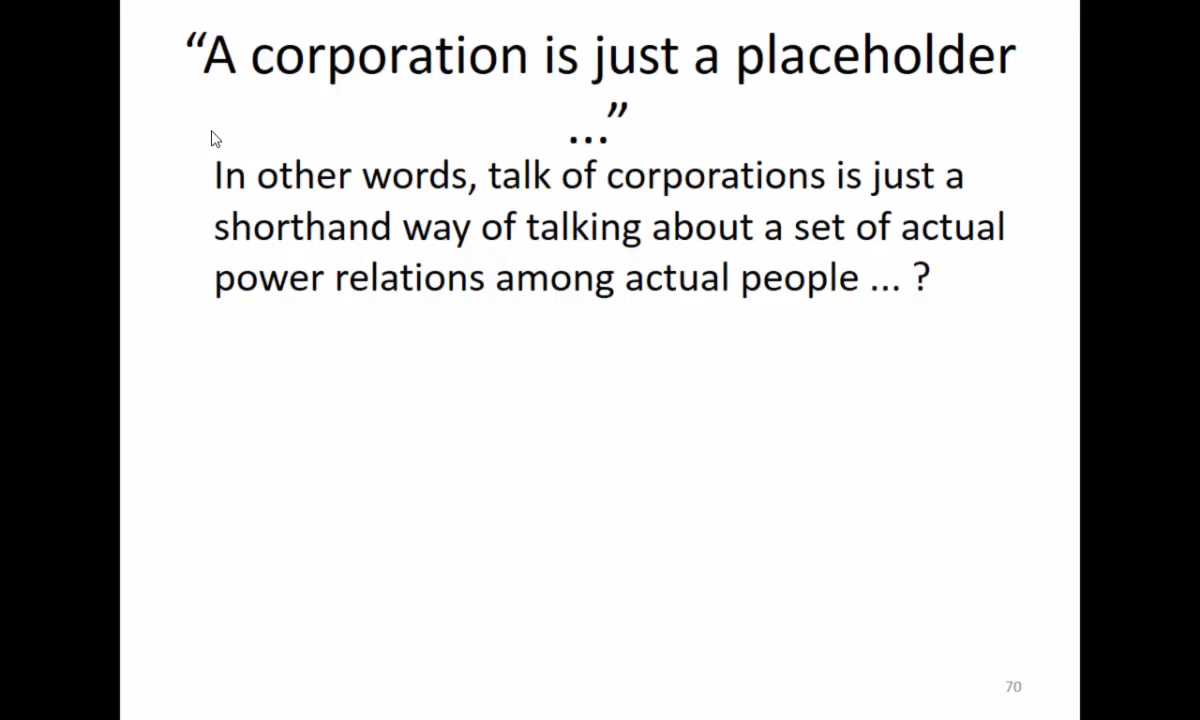 “A corporation is just a placeholder
...”
In other words, talk of corporations is just a
shorthand way of talking about a set of actual
power relations among actual people ... ?
70